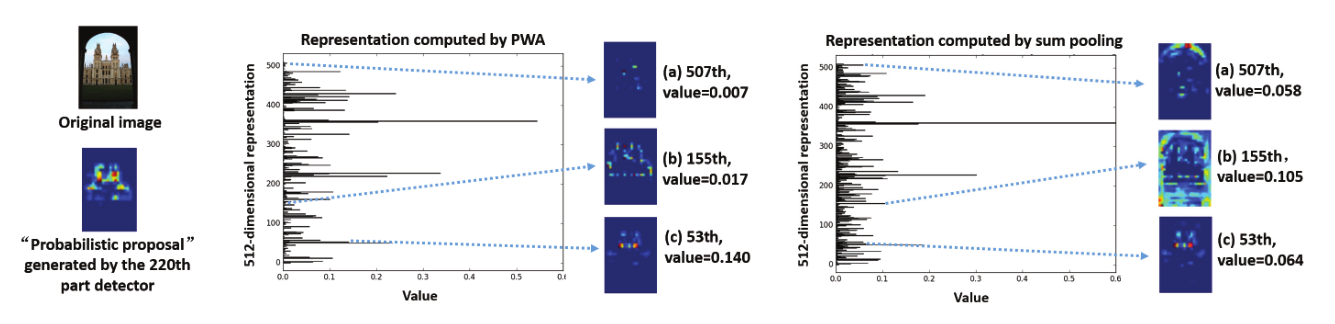 Original image
“Probabilistic proposal”
generated by the 220th
part detector
Representation computed by PWA
512-dimensional representation
500
400
300
200
100
0
0.0
0.1
0.2
0.3
0.4
0.5
0.6
Value
(a) 507th,
value=0.007
(b) 155th,
value=0.017
(c) 53th,
value=0.140
Representation computed by sum pooling
512-dimensional representation
500
400
300
200
100
0
0.0
0.1
0.2
0.3
0.4
0.5
0.6
Value
(a) 507th,
value=0.058
(b) 155th,
value=0.105
(c) 53th,
value=0.064